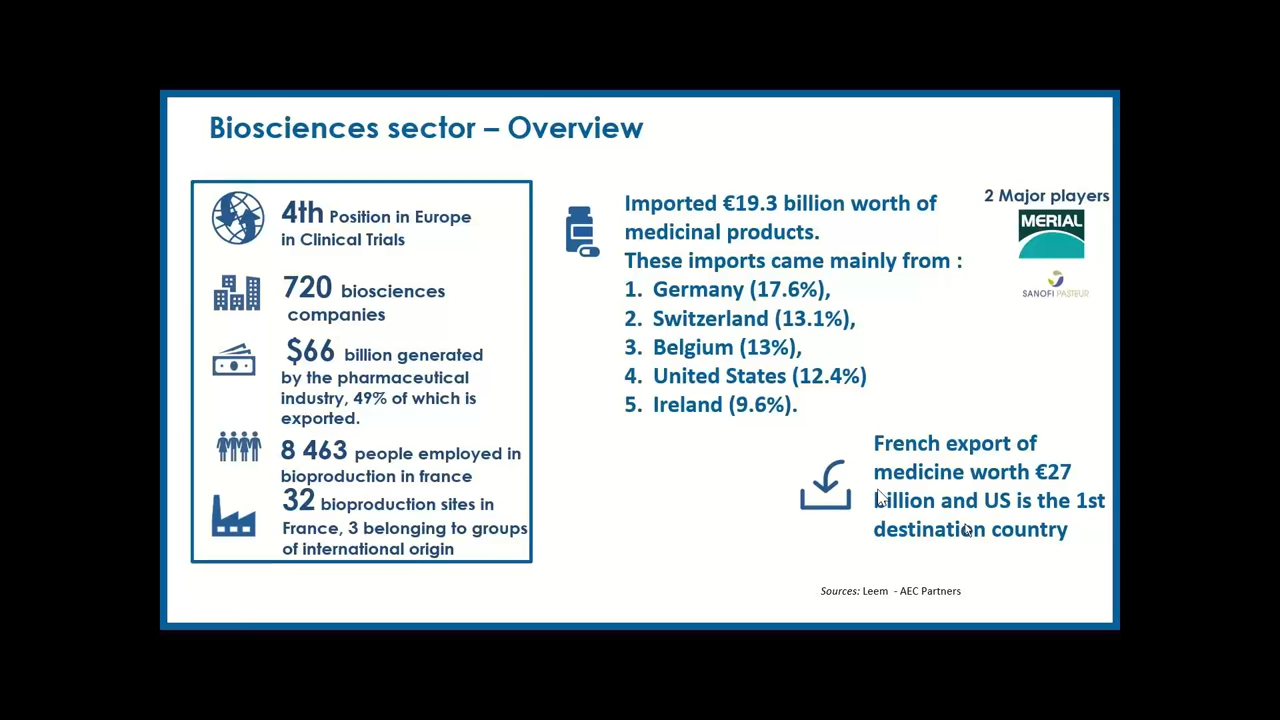 Biosciences sector – Overview
4th Position in Europe
in Clinical Trials
720 biosciences
companies
$66 billion generated
by the pharmaceutical
industry, 49% of which is
exported.
8 463 people employed in
bioproduction in france
32 bioproduction sites in
France, 3 belonging to groups
of international origin
Imported €19.3 billion worth of
medicinal products.
These imports came mainly from :
1. Germany (17.6%),
2. Switzerland (13.1%),
3. Belgium (13%),
4. United States (12.4%)
5. Ireland (9.6%).
2 Major players
MERIAL
SANOFI PASTEUR
French export of
medicine worth €27
billion and US is the 1st
destination country
Sources: Leem - AEC Partners